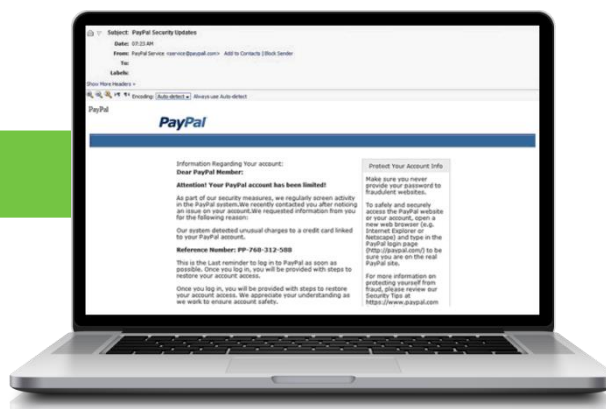 Subject: PayPal Security Updates
Date: 07:23 AM
From: PayPal Service <service@paypall.com> Add to Contacts | Block Sender
To:
Labels:
Show More Headers »
Encoding: Auto-detect Always use Auto-detect
PayPal
PayPal
Information Regarding Your account:
Dear PayPal Member:
Attention! Your PayPal account has been limited!
As part of our security measures, we regularly screen activity
in the PayPal system.We recently contacted you after noticing
an issue on your account.We requested information from you
for the following reason:
Our system detected unusual charges to a credit card linked
to your PayPal account.
Reference Number: PP-768-312-588
This is the Last reminder to log in to PayPal as soon as
possible. Once you log in, you will be provided with steps to
restore your account access.
Once you log in, you will be provided with steps to restore
your account access. We appreciate your understanding as
we work to ensure account safety.
Protect Your Account Info
Make sure you never
provide your password to
fraudulent websites.
To safely and securely
access the PayPal website
or your account, open a
new web browser (e.g.
Internet Explorer or
Netscape) and type in the
PayPal login page
(http://paypal.com/) to be
sure you are on the real
PayPal site.
For more information on
protecting yourself from
fraud, please review our
Security Tips at
https://www.paypal.com